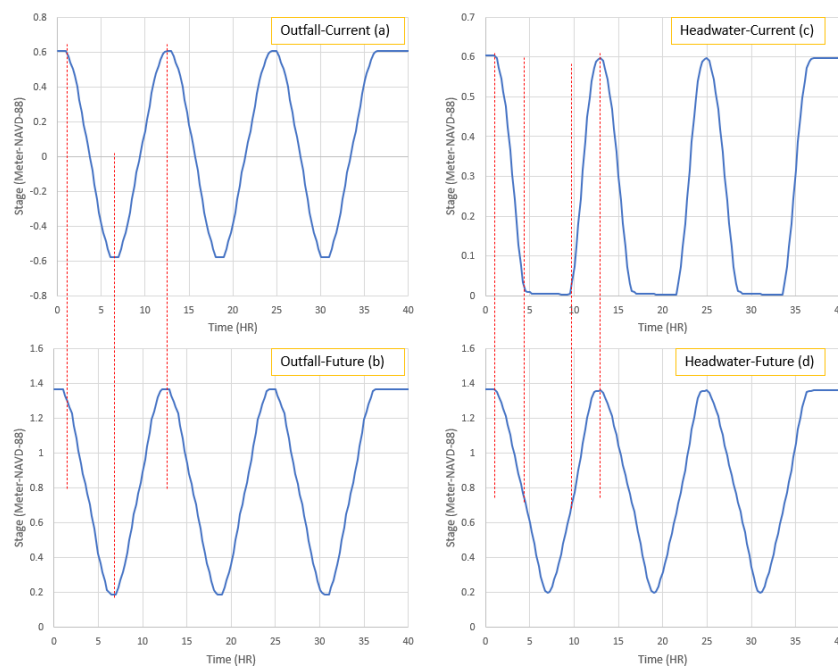 Outfall-Current (a)
Stage (Meter-NAVD-88)
0.8
0.6
0.4
0.2
0
-0.2
-0.4
-0.6
-0.8
0 5 10 15 20 25 30 35 40
Time (HR)
Headwater-Current (c)
Stage (Meter-NAVD-88)
0.7
0.6
0.5
0.4
0.3
0.2
0.1
0
0 5 10 15 20 25 30 35 40
Time (HR)
Outfall-Future (b)
Stage (Meter-NAVD-88)
1.6
1.4
1.2
1
0.8
0.6
0.4
0.2
0
0 5 10 15 20 25 30 35 40
Time (HR)
Headwater-Future (d)
Stage (Meter-NAVD-88)
1.6
1.4
1.2
1
0.8
0.6
0.4
0.2
0
0 5 10 15 20 25 30 35 40
Time (HR)